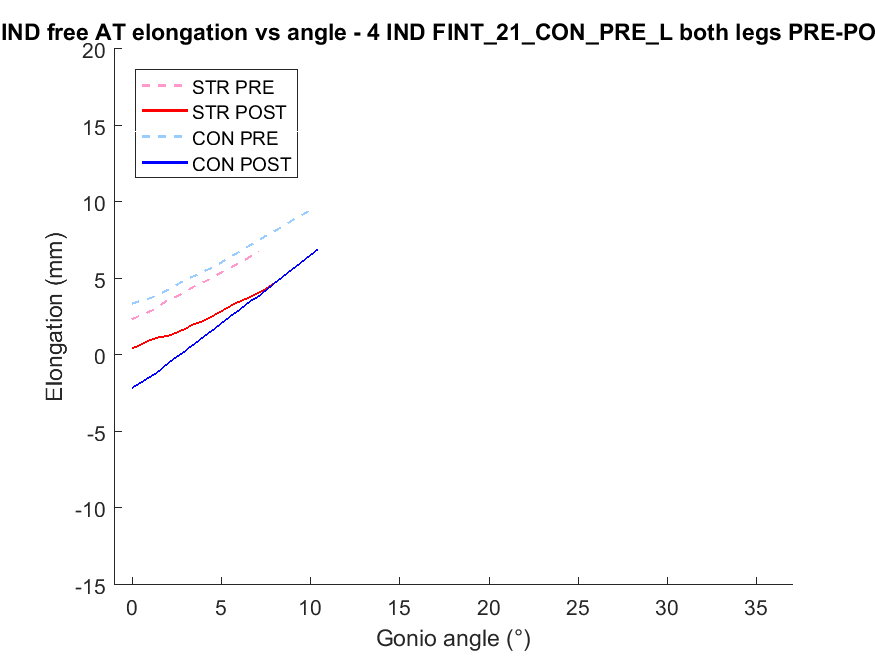 IND free AT elongation vs angle - 4 IND FINT_21_CON_PRE_L both legs PRE-PO
20
15
10
5
0
-5
-10
-15
STR PRE
STR POST
CON PRE
CON POST
Elongation (mm)
0 5 10 15 20 25 30 35
Gonio angle (°)